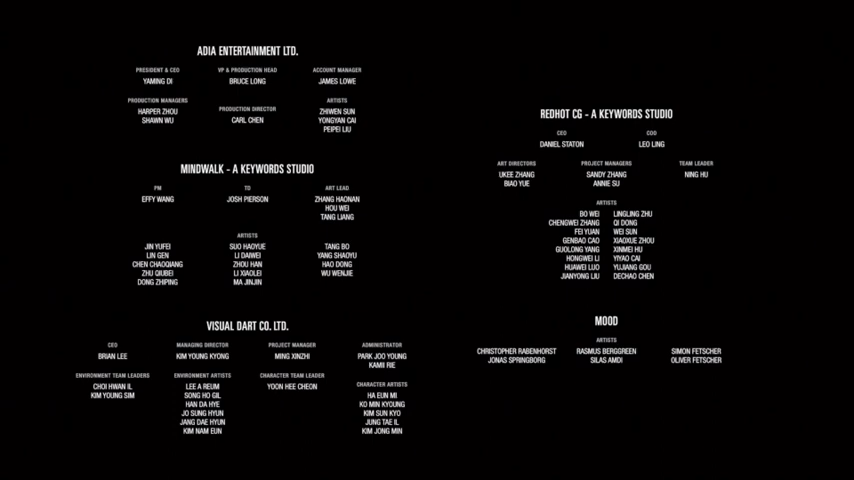 ADIA ENTERTAINMENT LTD.
PRESIDENT & CEO VP & PRODUCTION HEAD ACCOUNT MANAGER
YAMING DI BRUCE LONG JAMES LOWE
PRODUCTION MANAGERS PRODUCTION DIRECTOR ARTISTS
HARPER ZHOU CARL CHEN ZHIWEN SUN
SHAWN WU YONGYAN CAI
PEIPEI LIU
MINDWALK - A KEYWORDS STUDIO
PM TD ART LEAD
EFFY WANG JOSH PIERSON ZHANG HAONAN
HOU WEI
TANG LIANG
ARTISTS
JIN YUFEI SUO HAOYUE TANG BO
LIN GEN LI DAIWEI YANG SHAOYU
CHEN CHAOQIANG ZHOU HAN HAO DONG
ZHU QIUBEI LI XIAOLEI WU WENJIE
DONG ZHIPING MA JINJIN
VISUAL DART CO. LTD.
CEO MANAGING DIRECTOR PROJECT MANAGER ADMINISTRATOR
BRIAN LEE KIM YOUNG KYONG MING XINZHI PARK JOO YOUNG
KAMII RIE
ENVIRONMENT TEAM LEADERS ENVIRONMENT ARTISTS CHARACTER TEAM LEADER CHARACTER ARTISTS
CHOI HWAN IL LEE A REUM YOON HEE CHEON HA EUN MI
KIM YOUNG SIM SONG HO GIL KO MIN KYOUNG
HAN DA HYE KIM SUN KYO
JO SUNG HYUN JUNG TAE IL
JANG DAE HYUN KIM JONG MIN
KIM NAM EUN
REDHOT CG - A KEYWORDS STUDIO
CEO COO
DANIEL STATON LEO LING
ART DIRECTORS PROJECT MANAGERS TEAM LEADER
UKEE ZHANG SANDY ZHANG NING HU
BIAO YUE ANNIE SU
ARTISTS
BO WEI LINGLING ZHU
CHENGWEI ZHANG QI DONG
FEI YUAN WEI SUN
GENBAO CAO XIAOXUE ZHOU
GUOLONG YANG XINMEI HU
HONGWEI LI YIYAO CAI
HUAWEI LUO YUJIANG GOU
JIANYONG LIU DECHAO CHEN
MOOD
ARTISTS
CHRISTOPHER RABENHORST RASMUS BERGGREEN SIMON FETSCHER
JONAS SPRINGBORG SILAS AMDI OLIVER FETSCHER